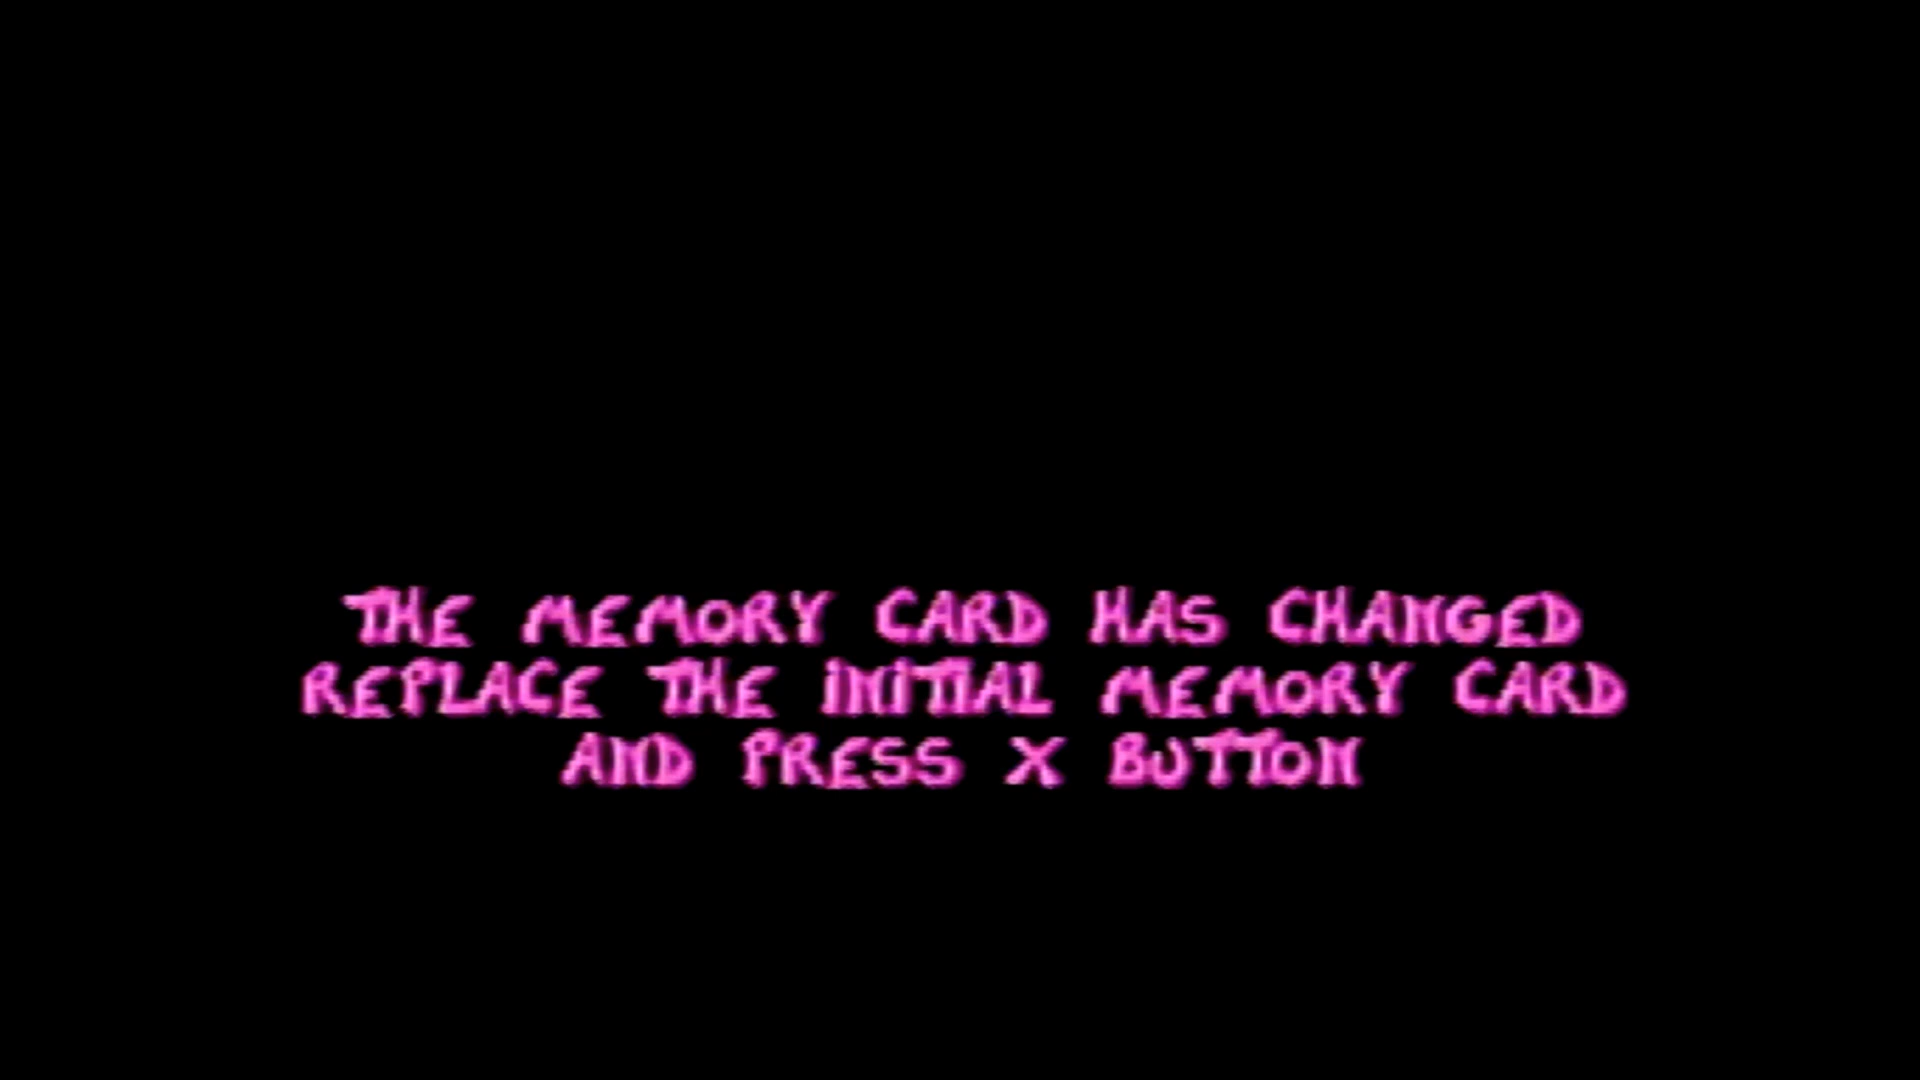 THE MEMORY CARD HAS CHANGED
REPLACE THE INITIAL MEMORY CARD
AND PRESS X BUTTON